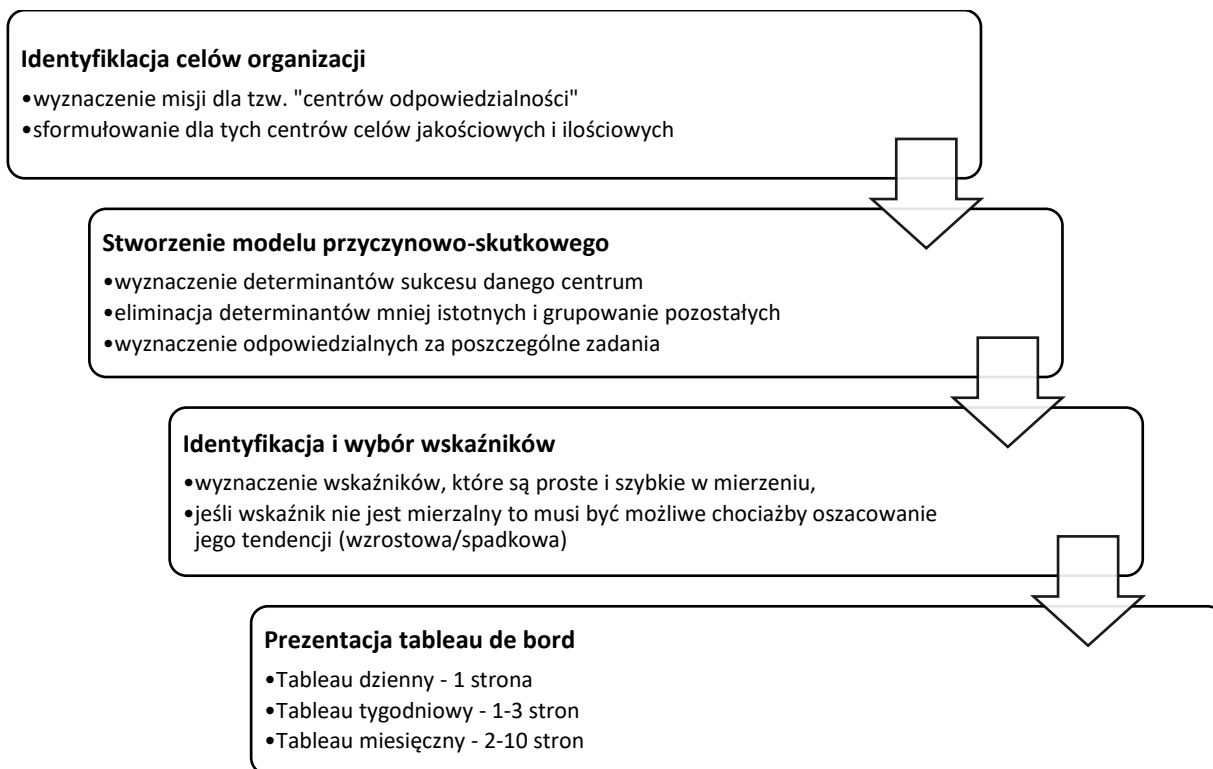 Identyfiklacja celów organizacji
•wyznaczenie misji dla tzw. "centrów odpowiedzialności"
•sformułowanie dla tych centrów celów jakościowych i ilościowych
Stworzenie modelu przyczynowo-skutkowego
•wyznaczenie determinantów sukcesu danego centrum
•eliminacja determinantów mniej istotnych i grupowanie pozostałych
•wyznaczenie odpowiedzialnych za poszczególne zadania
Identyfikacja i wybór wskaźników
•wyznaczenie wskaźników, które są proste i szybkie w mierzeniu,
•jeśli wskaźnik nie jest mierzalny to musi być możliwe chociażby oszacowanie
jego tendencji (wzrostowa/spadkowa)
Prezentacja tableau de bord
•Tableau dzienny - 1 strona
•Tableau tygodniowy - 1-3 stron
•Tableau miesięczny - 2-10 stron